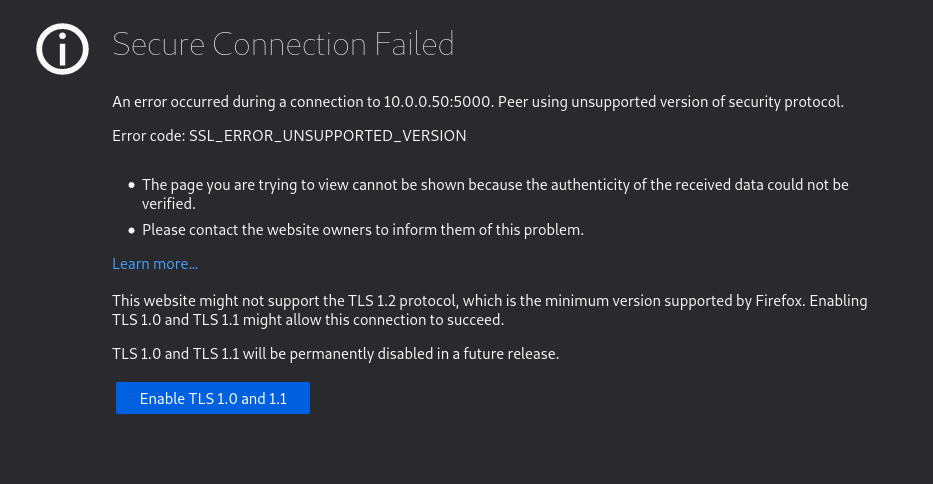 Secure Connection Failed
An error occurred during a connection to 10.0.0.50:5000. Peer using unsupported version of security protocol.
Error code: SSL_ERROR_UNSUPPORTED_VERSION
• The page you are trying to view cannot be shown because the authenticity of the received data could not be
verified.
• Please contact the website owners to inform them of this problem.
Learn more...
This website might not support the TLS 1.2 protocol, which is the minimum version supported by Firefox. Enabling
TLS 1.0 and TLS 1.1 might allow this connection to succeed.
TLS 1.0 and TLS 1.1 will be permanently disabled in a future release.
Enable TLS 1.0 and 1.1